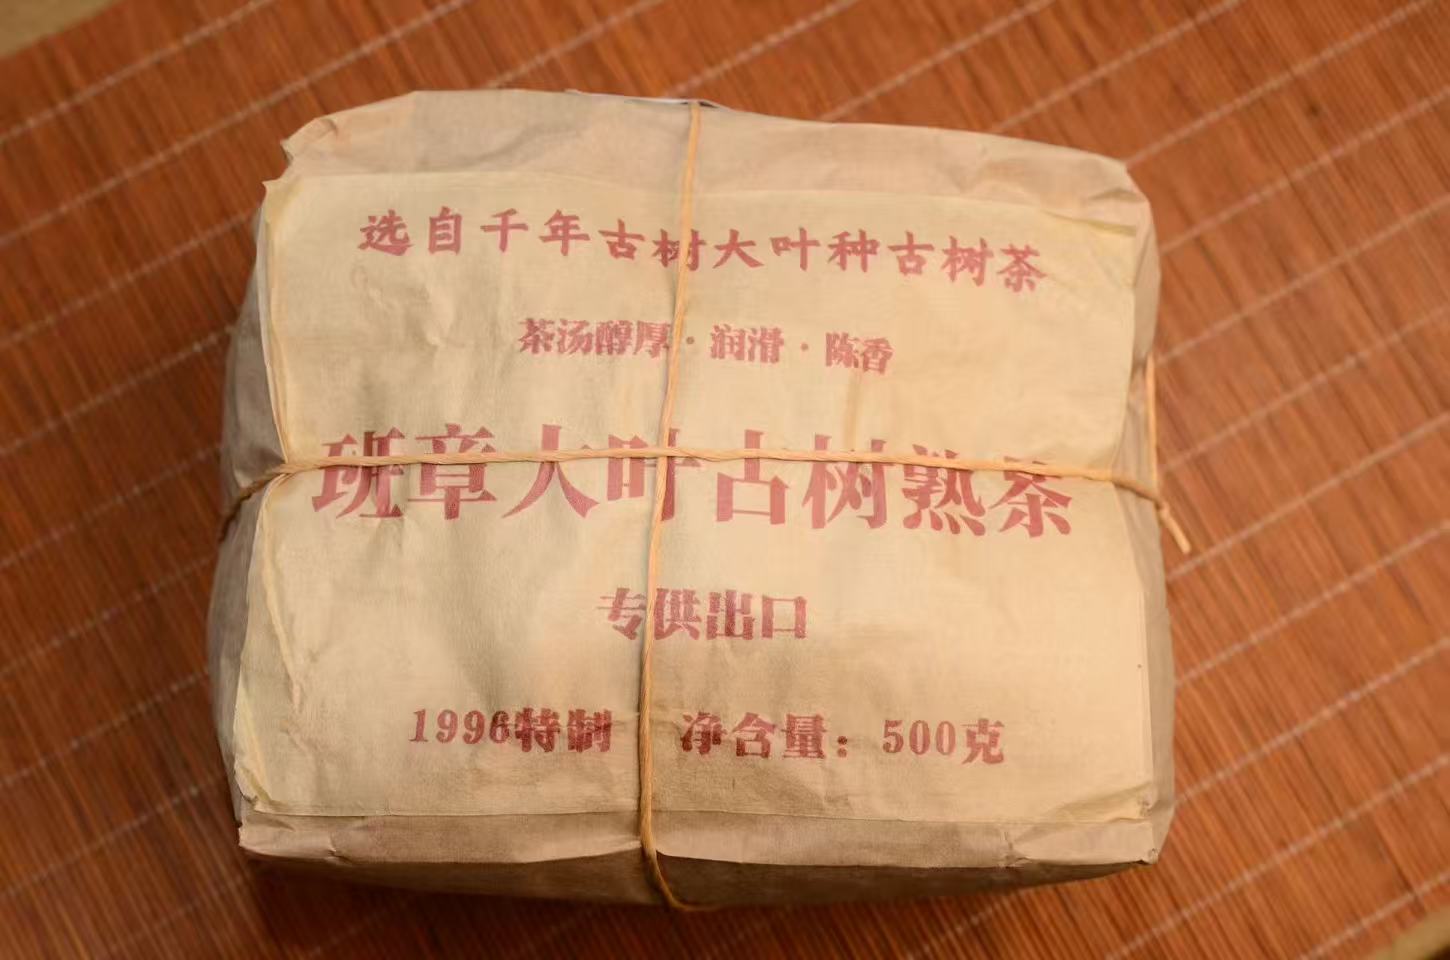 选自千年古树大叶种古树茶
茶汤醇厚·润滑·陈香
班章大叶古树熟茶
专供出口
1996特制 净含量：500克